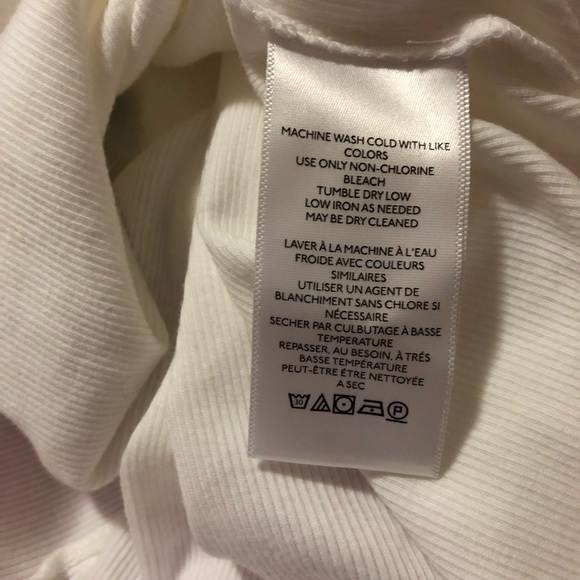 MACHINE WASH COLD WITH LIKE
COLORS
USE ONLY NON-CHLORINE
BLEACH
TUMBLE DRY LOW
LOW IRON AS NEEDED
MAY BE DRY CLEANED
LAVER À LA MACHINE À L'EAU
FROIDE AVEC COULEURS
SIMILAIRES
UTILISER UN AGENT DE
BLANCHIMENT SANS CHLORE SI
NÉCESSAIRE
SECHER PAR CULBUTAGE À BASSE
TEMPERATURE
REPASSER, AU BESOIN, À TRÉS
BASSE TEMPÉRATURE
PEUT-ÊTRE ÉTRE NETTOYÉE
A SEC
30 P